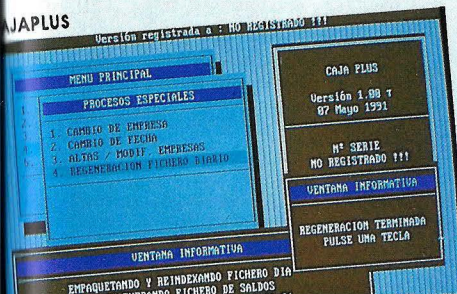 AJAPLUS
Versión registrada a : NO REGISTRADO !!!
MENU PRINCIPAL
PROCESOS ESPECIALES
1. CAMBIO DE EMPRESA
2. CAMBIO DE FECHA
3. ALTAS / MODIF. EMPRESAS
4. REGENERACION FICHERO DIARIO
CAJA PLUS
Versión 1.00 T
07 Mayo 1991
Nº SERIE
NO REGISTRADO !!!
VENTANA INFORMATIVA
REGENERACION TERMINADA
PULSE UNA TECLA
VENTANA INFORMATIVA
EMPAQUETANDO Y REINDEXANDO FICHERO DIA
FICHERO DE SALDOS